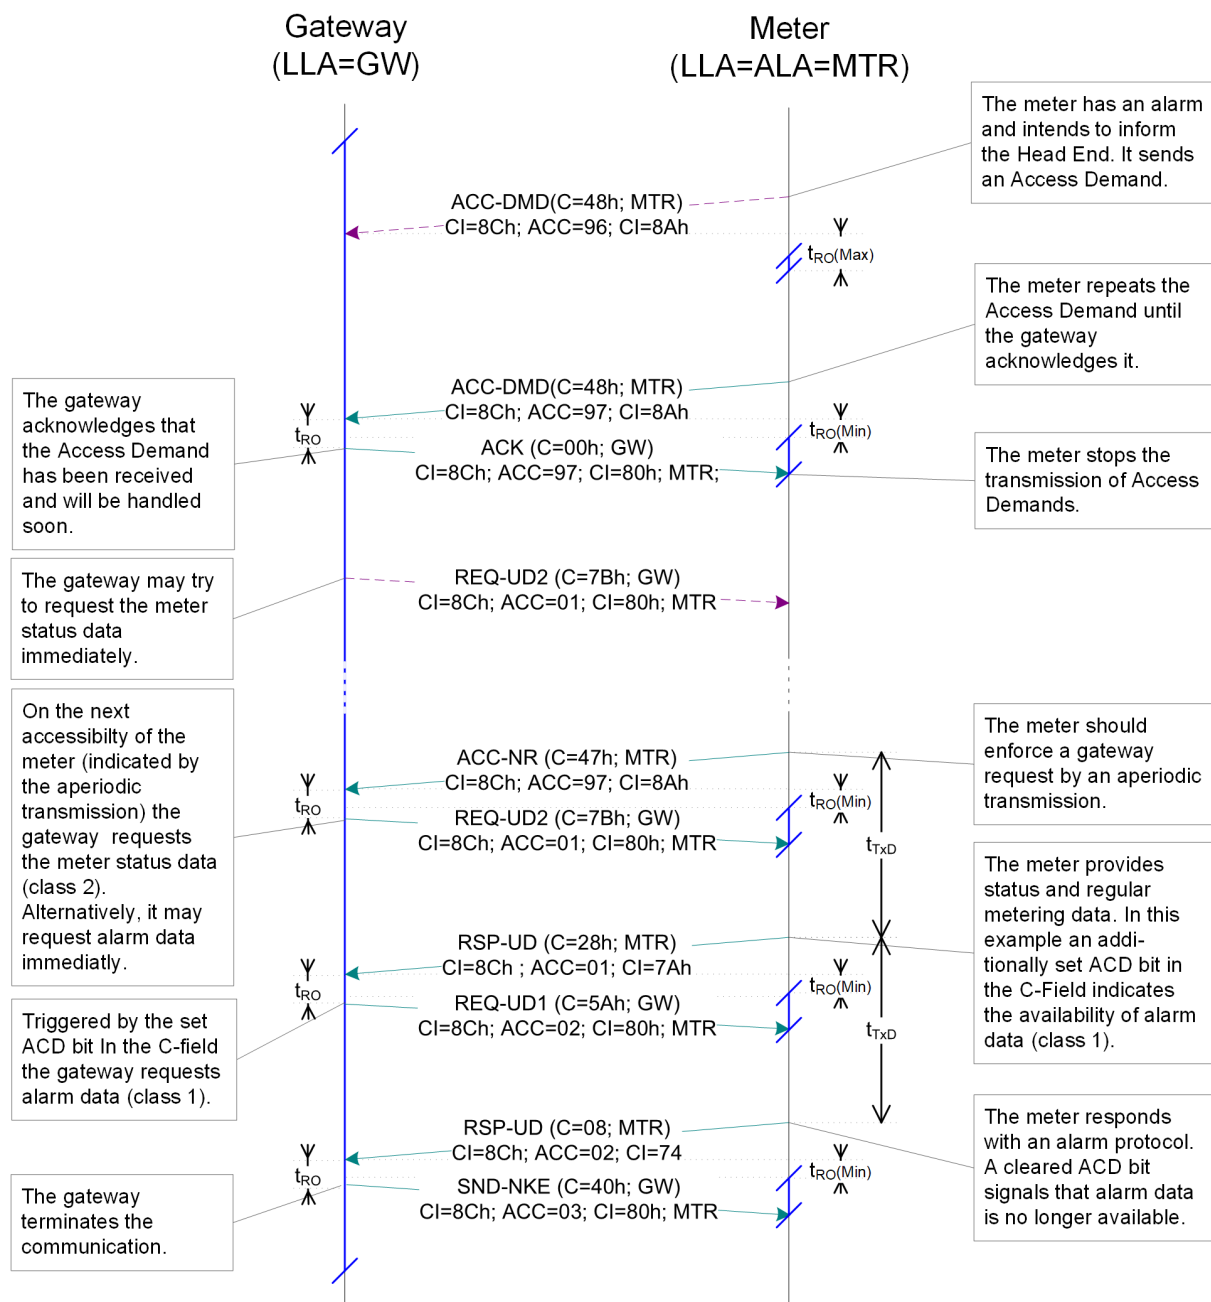 Gateway
(LLA=GW)
Meter
(LLA=ALA=MTR)
The meter has an alarm
and intends to inform
the Head End. It sends
an Access Demand.
ACC-DMD(C=48h; MTR)
CI=8Ch; ACC=96; CI=8Ah
tRO(Max)
The meter repeats the
Access Demand until
the gateway
acknowledges it.
The gateway
acknowledges that
the Access Demand
has been received
and will be handled
soon.
tRO
ACC-DMD(C=48h; MTR)
CI=8Ch; ACC=97; CI=8Ah
tRO(Min)
ACK (C=00h; GW)
CI=8Ch; ACC=97; CI=80h; MTR;
The meter stops the
transmission of Access
Demands.
The gateway may try
to request the meter
status data
immediately.
REQ-UD2 (C=7Bh; GW)
CI=8Ch; ACC=01; CI=80h; MTR
On the next
accessibilty of the
meter (indicated by
the aperiodic
transmission) the
gateway requests
the meter status data
(class 2).
Alternatively, it may
request alarm data
immediatly.
tRO
ACC-NR (C=47h; MTR)
CI=8Ch; ACC=97; CI=8Ah
tRO(Min)
REQ-UD2 (C=7Bh; GW)
CI=8Ch; ACC=01; CI=80h; MTR
tTxD
The meter should
enforce a gateway
request by an aperiodic
transmission.
The meter provides
status and regular
metering data. In this
example an addi-
tionally set ACD bit in
the C-Field indicates
the availability of alarm
data (class 1).
RSP-UD (C=28h; MTR)
CI=8Ch ; ACC=01; CI=7Ah
tRO
tRO(Min)
REQ-UD1 (C=5Ah; GW)
CI=8Ch; ACC=02; CI=80h; MTR
tTxD
Triggered by the set
ACD bit In the C-field
the gateway requests
alarm data (class 1).
RSP-UD (C=08; MTR)
CI=8Ch; ACC=02; CI=74
tRO
tRO(Min)
SND-NKE (C=40h; GW)
CI=8Ch; ACC=03; CI=80h; MTR
The meter responds
with an alarm protocol.
A cleared ACD bit
signals that alarm data
is no longer available.
The gateway
terminates the
communication.